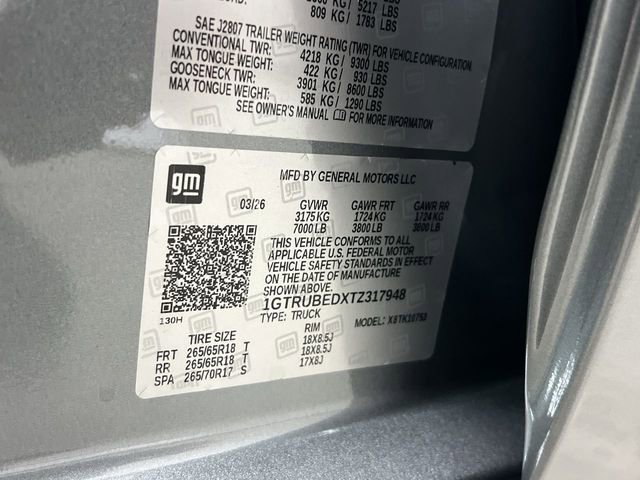 5217 LBS
809 KG/ 1783 LBS
SAE J2807 TRAILER WEIGHT RATING (TWR) FOR VEHICLE CONFIGURATION.
CONVENTIONAL TWR: 4218 KG/ 9300 LBS
MAX TONGUE WEIGHT: 422 KG/ 930 LBS
GOOSENECK TWR: 3901 KG/ 8600 LBS
MAX TONGUE WEIGHT: 585 KG/ 1290 LBS
SEE OWNER'S MANUAL FOR MORE INFORMATION
gm
MFD BY GENERAL MOTORS LLC
03/26 GVWR GAWR FRT GAWR RR
3175 KG 1724 KG 1724 KG
7000 LB 3800 LB 3800 LB
THIS VEHICLE CONFORMS TO ALL
APPLICABLE U.S. FEDERAL MOTOR
VEHICLE SAFETY STANDARDS IN EFFECT
ON THE DATE OF MANUFACTURE
SHOWN ABOVE.
1GTRUBEDXTZ317948
130H TYPE: TRUCK MODEL: X8TK10753
TIRE SIZE RIM
FRT 265/65R18 T 18X8.5J
RR 265/65R18 T 18X8.5J
SPA 265/70R17 S 17X8J